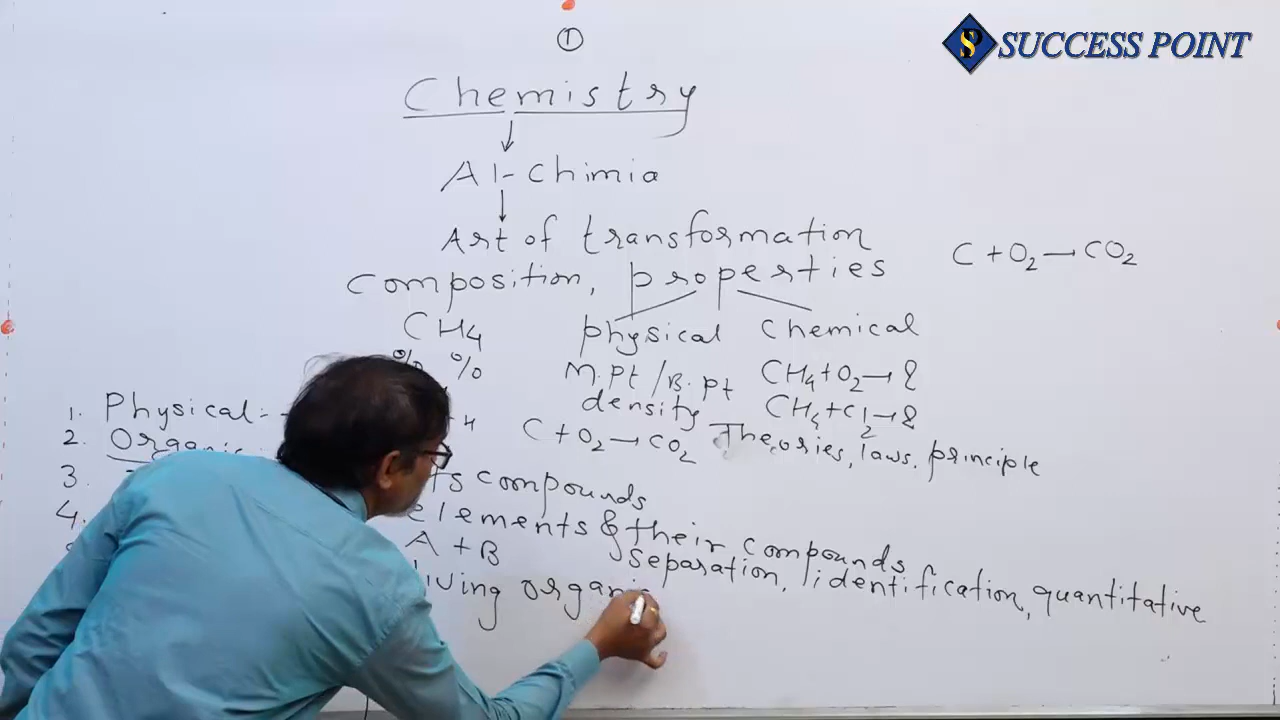 SUCCESS POINT
①
Chemistry
Al-Chimia
Art of transformation
composition, properties
C + O₂ → CO₂
CH₄
physical chemical
% %
M.Pt / B.pt
CH₄ + O₂ →
density
CH₄ + Cl₂ →
C + O₂ → CO₂
Theories, laws. principle
1. Physical:-
2. Organic
3. ts compounds
4. elements & their compounds
A + B
separation, identification, quantitative
living organi